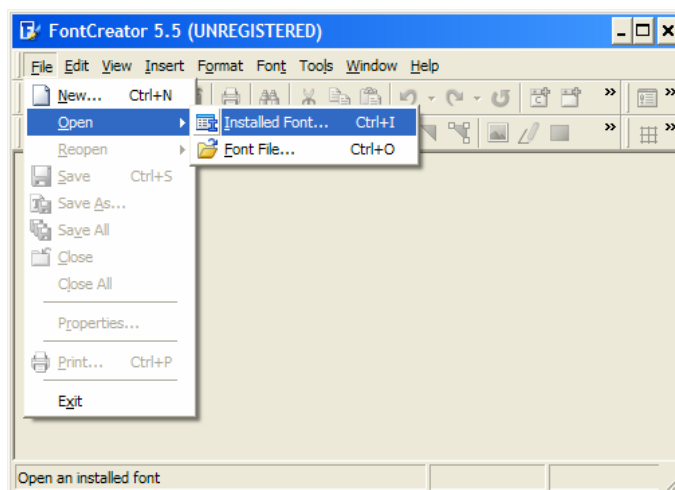 FontCreator 5.5 (UNREGISTERED)
File Edit View Insert Format Font Tools Window Help
New... Ctrl+N
Open
Installed Font... Ctrl+I
Reopen
Font File... Ctrl+O
Save Ctrl+S
Save As...
Save All
Close
Close All
Properties...
Print... Ctrl+P
Exit
Open an installed font